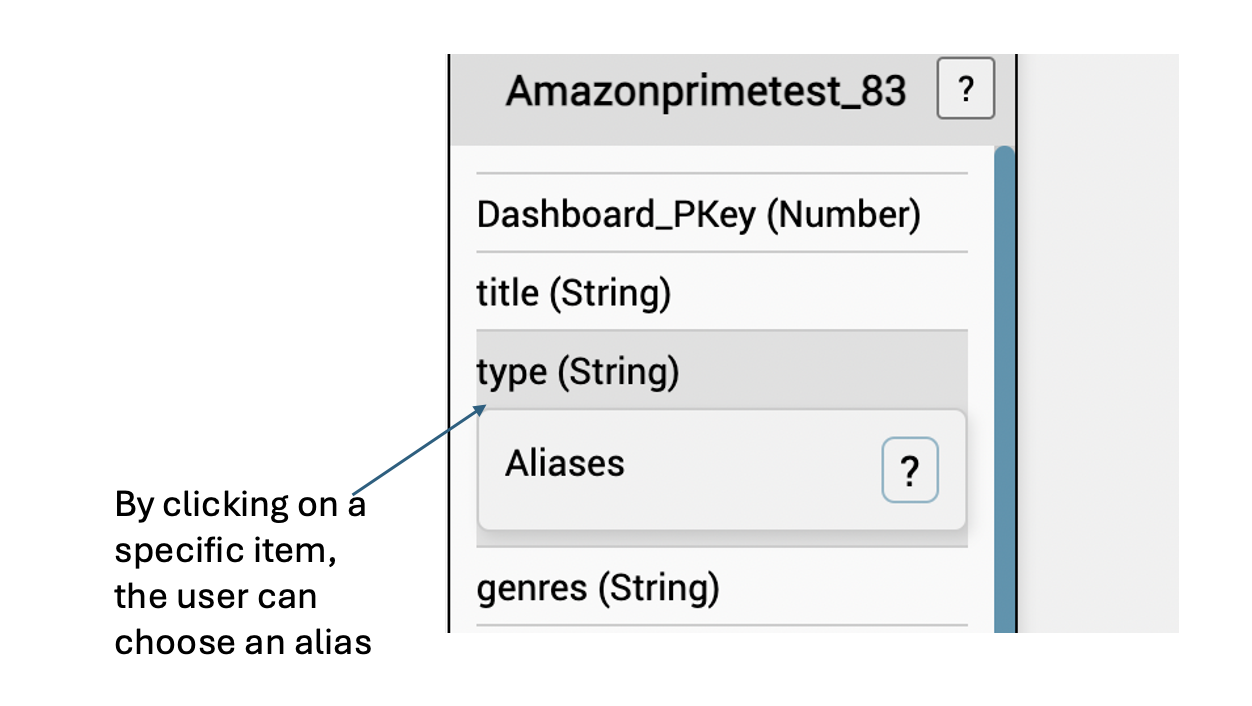 Amazonprimetest_83 ?
Dashboard_PKey (Number)
title (String)
type (String)
Aliases ?
genres (String)
By clicking on a
specific item,
the user can
choose an alias